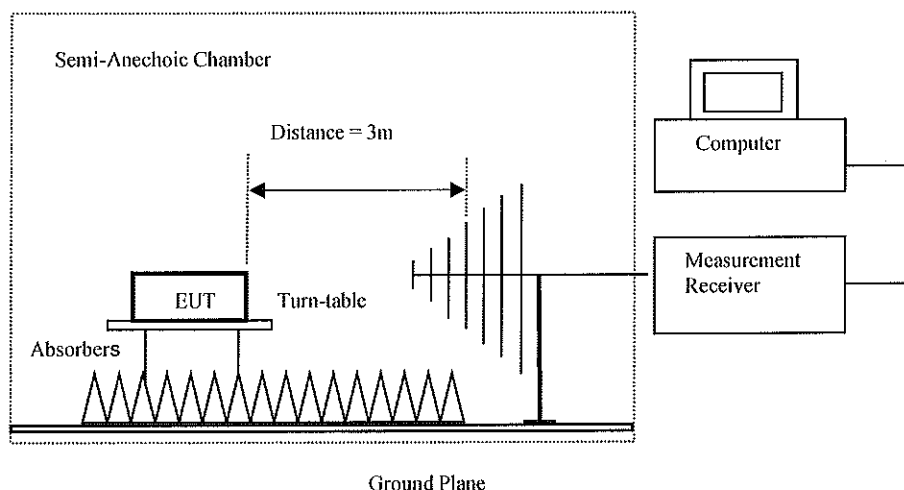 Semi-Anechoic Chamber
Distance = 3m
Computer
Measurement
Receiver
EUT
Turn-table
Absorbers
Ground Plane